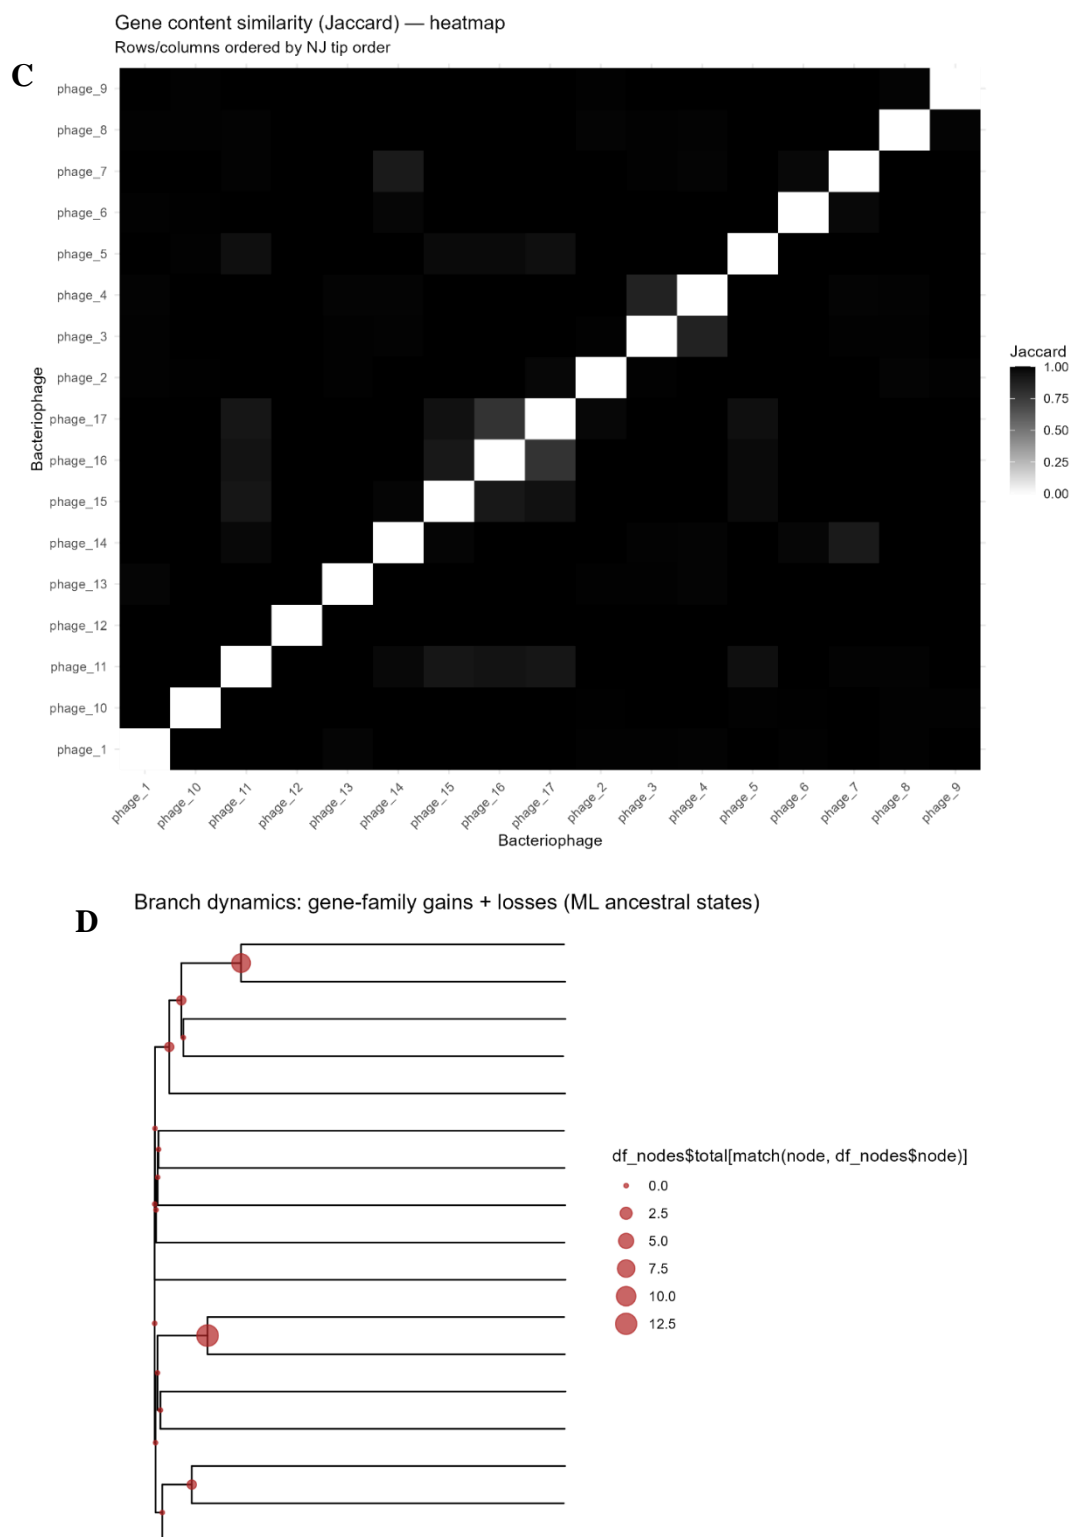 Gene content similarity (Jaccard) — heatmap
Rows/columns ordered by NJ tip order
C
phage_9
phage_8
phage_7
phage_6
phage_5
phage_4
phage_3
phage_2
phage_17
phage_16
phage_15
phage_14
phage_13
phage_12
phage_11
phage_10
phage_1
Bacteriophage
phage_1
phage_10
phage_11
phage_12
phage_13
phage_14
phage_15
phage_16
phage_17
phage_2
phage_3
phage_4
phage_5
phage_6
phage_7
phage_8
phage_9
Bacteriophage
Jaccard
1.00
0.75
0.50
0.25
0.00
D
Branch dynamics: gene-family gains + losses (ML ancestral states)
df_nodes$total[match(node, df_nodes$node)]
0.0
2.5
5.0
7.5
10.0
12.5